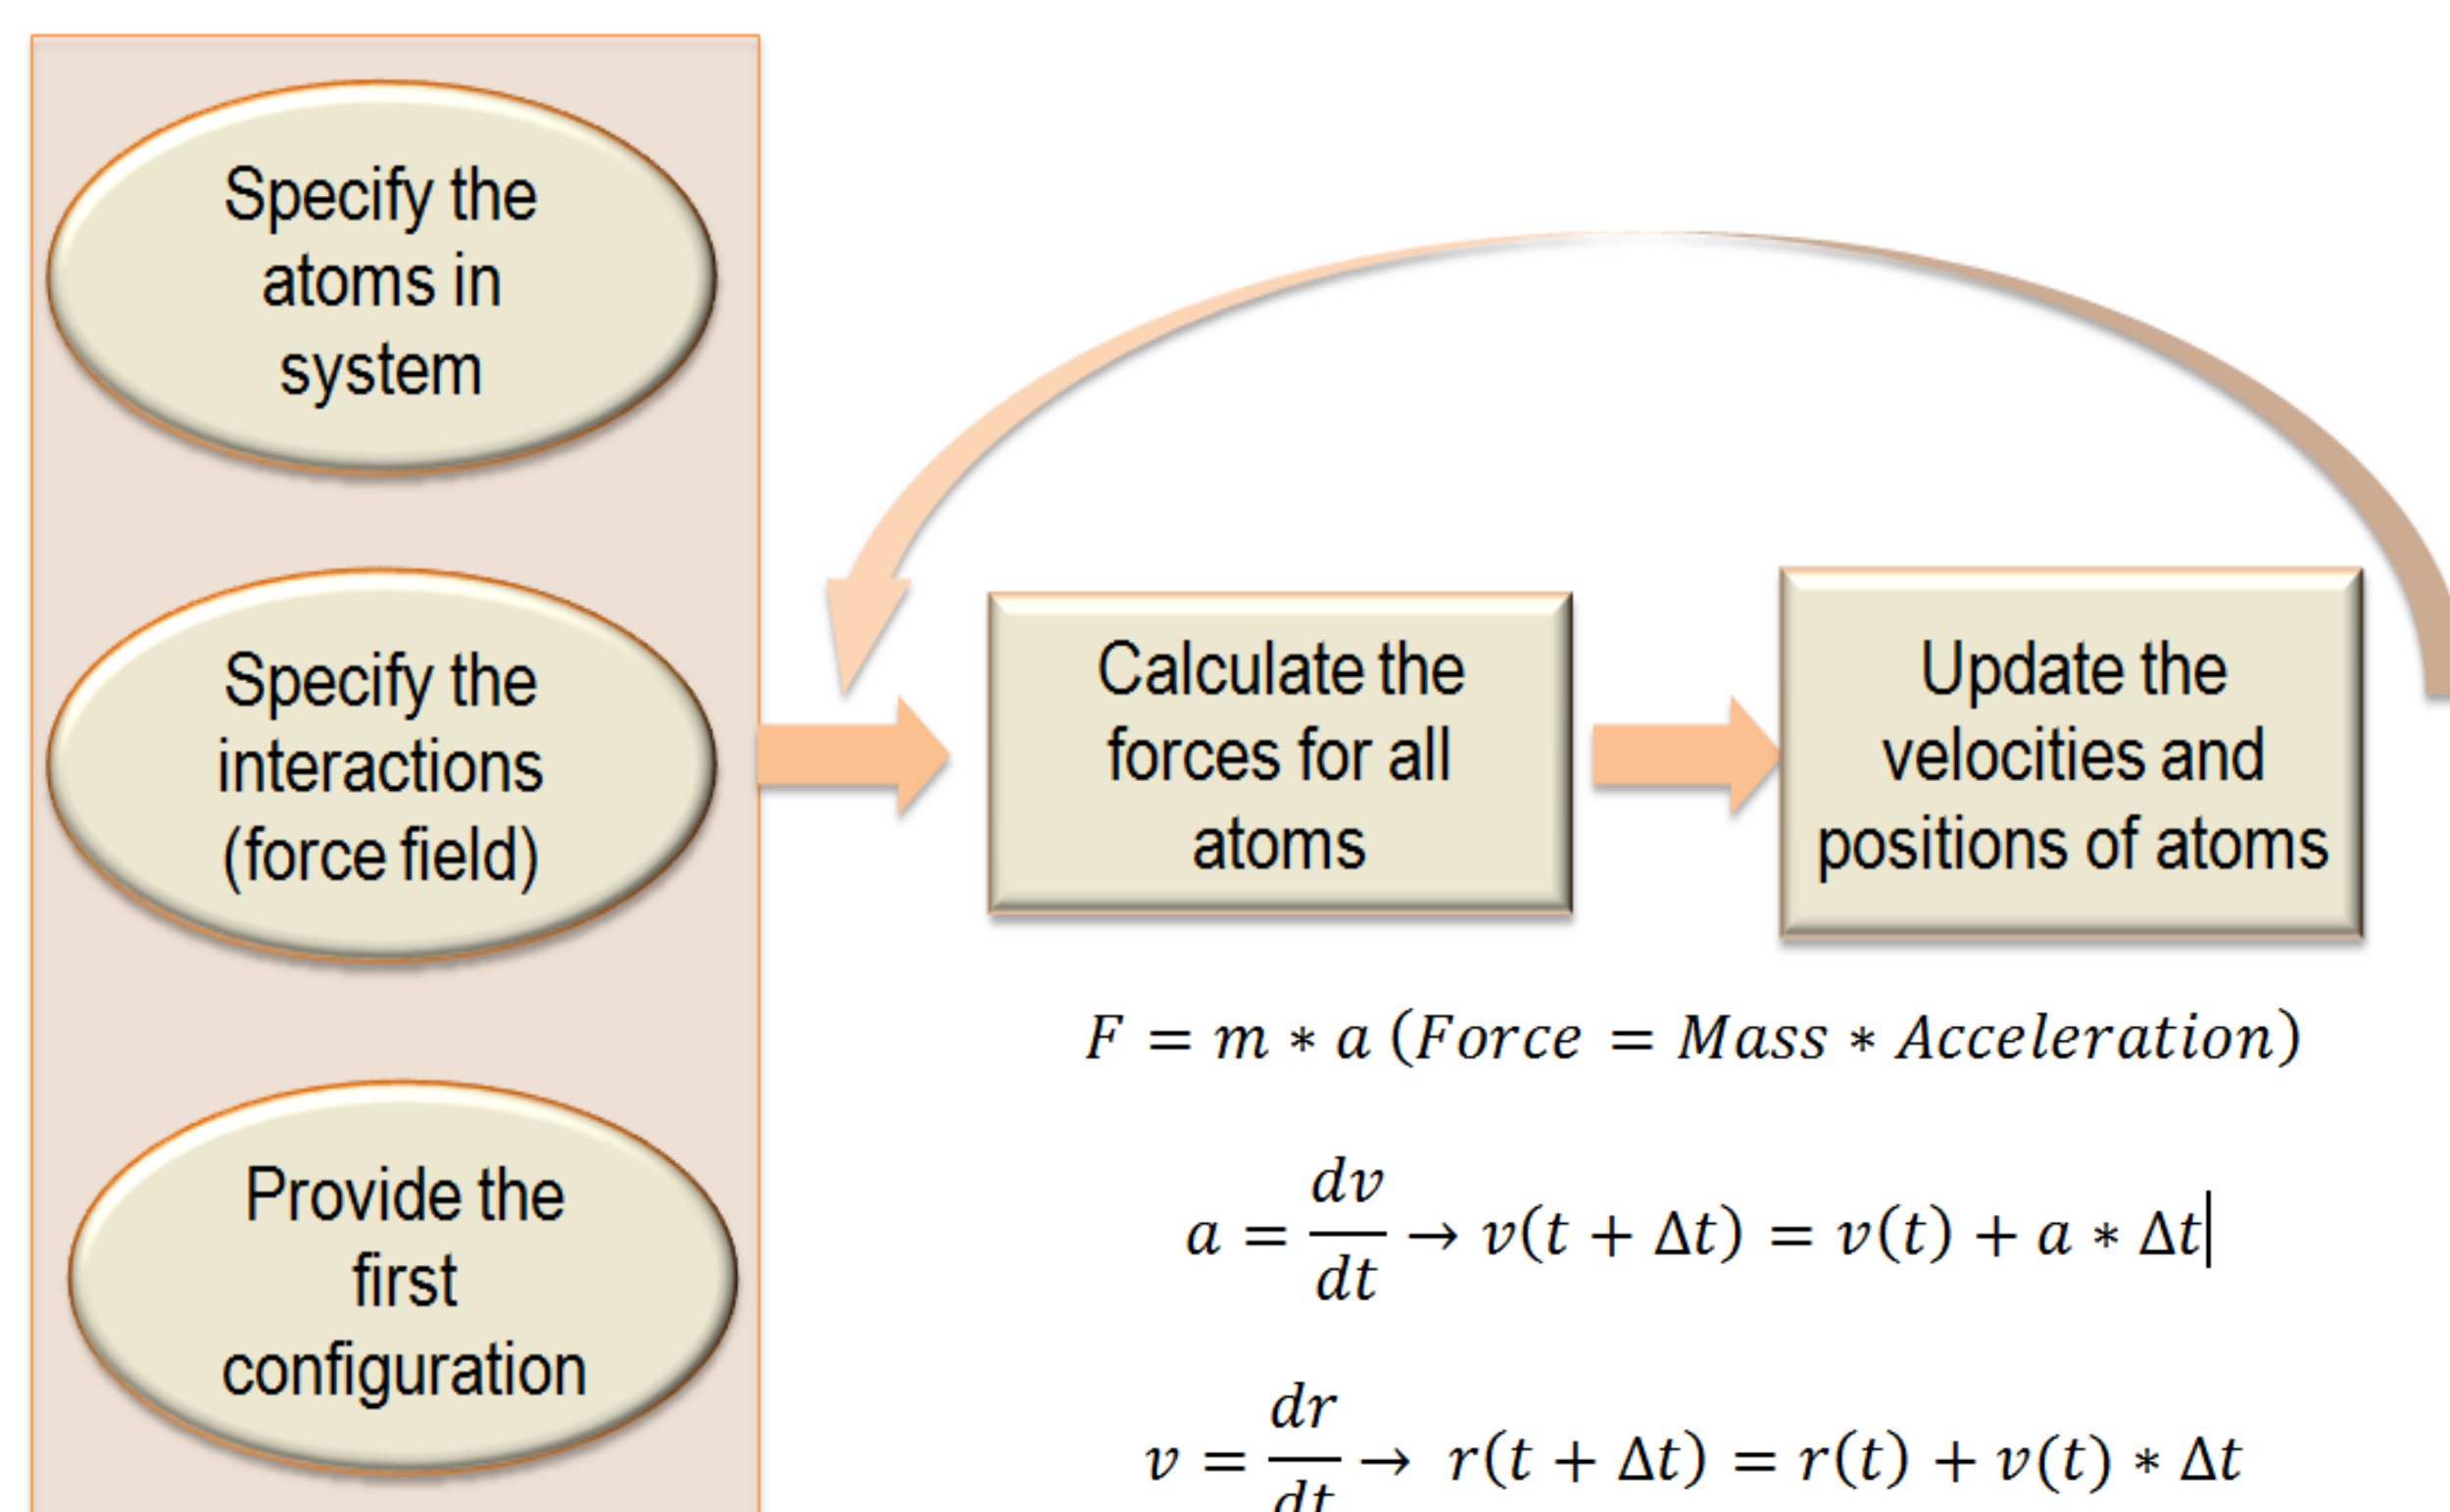 Specify the
atoms in
system
Specify the
interactions
(force field)
Provide the
first
configuration
Calculate the
forces for all
atoms
Update the
velocities and
positions of atoms
F = m * a (Force = Mass * Acceleration)
a = dv/dt → v(t + Δt) = v(t) + a * Δt
v = dr/dt → r(t + Δt) = r(t) + v(t) * Δt